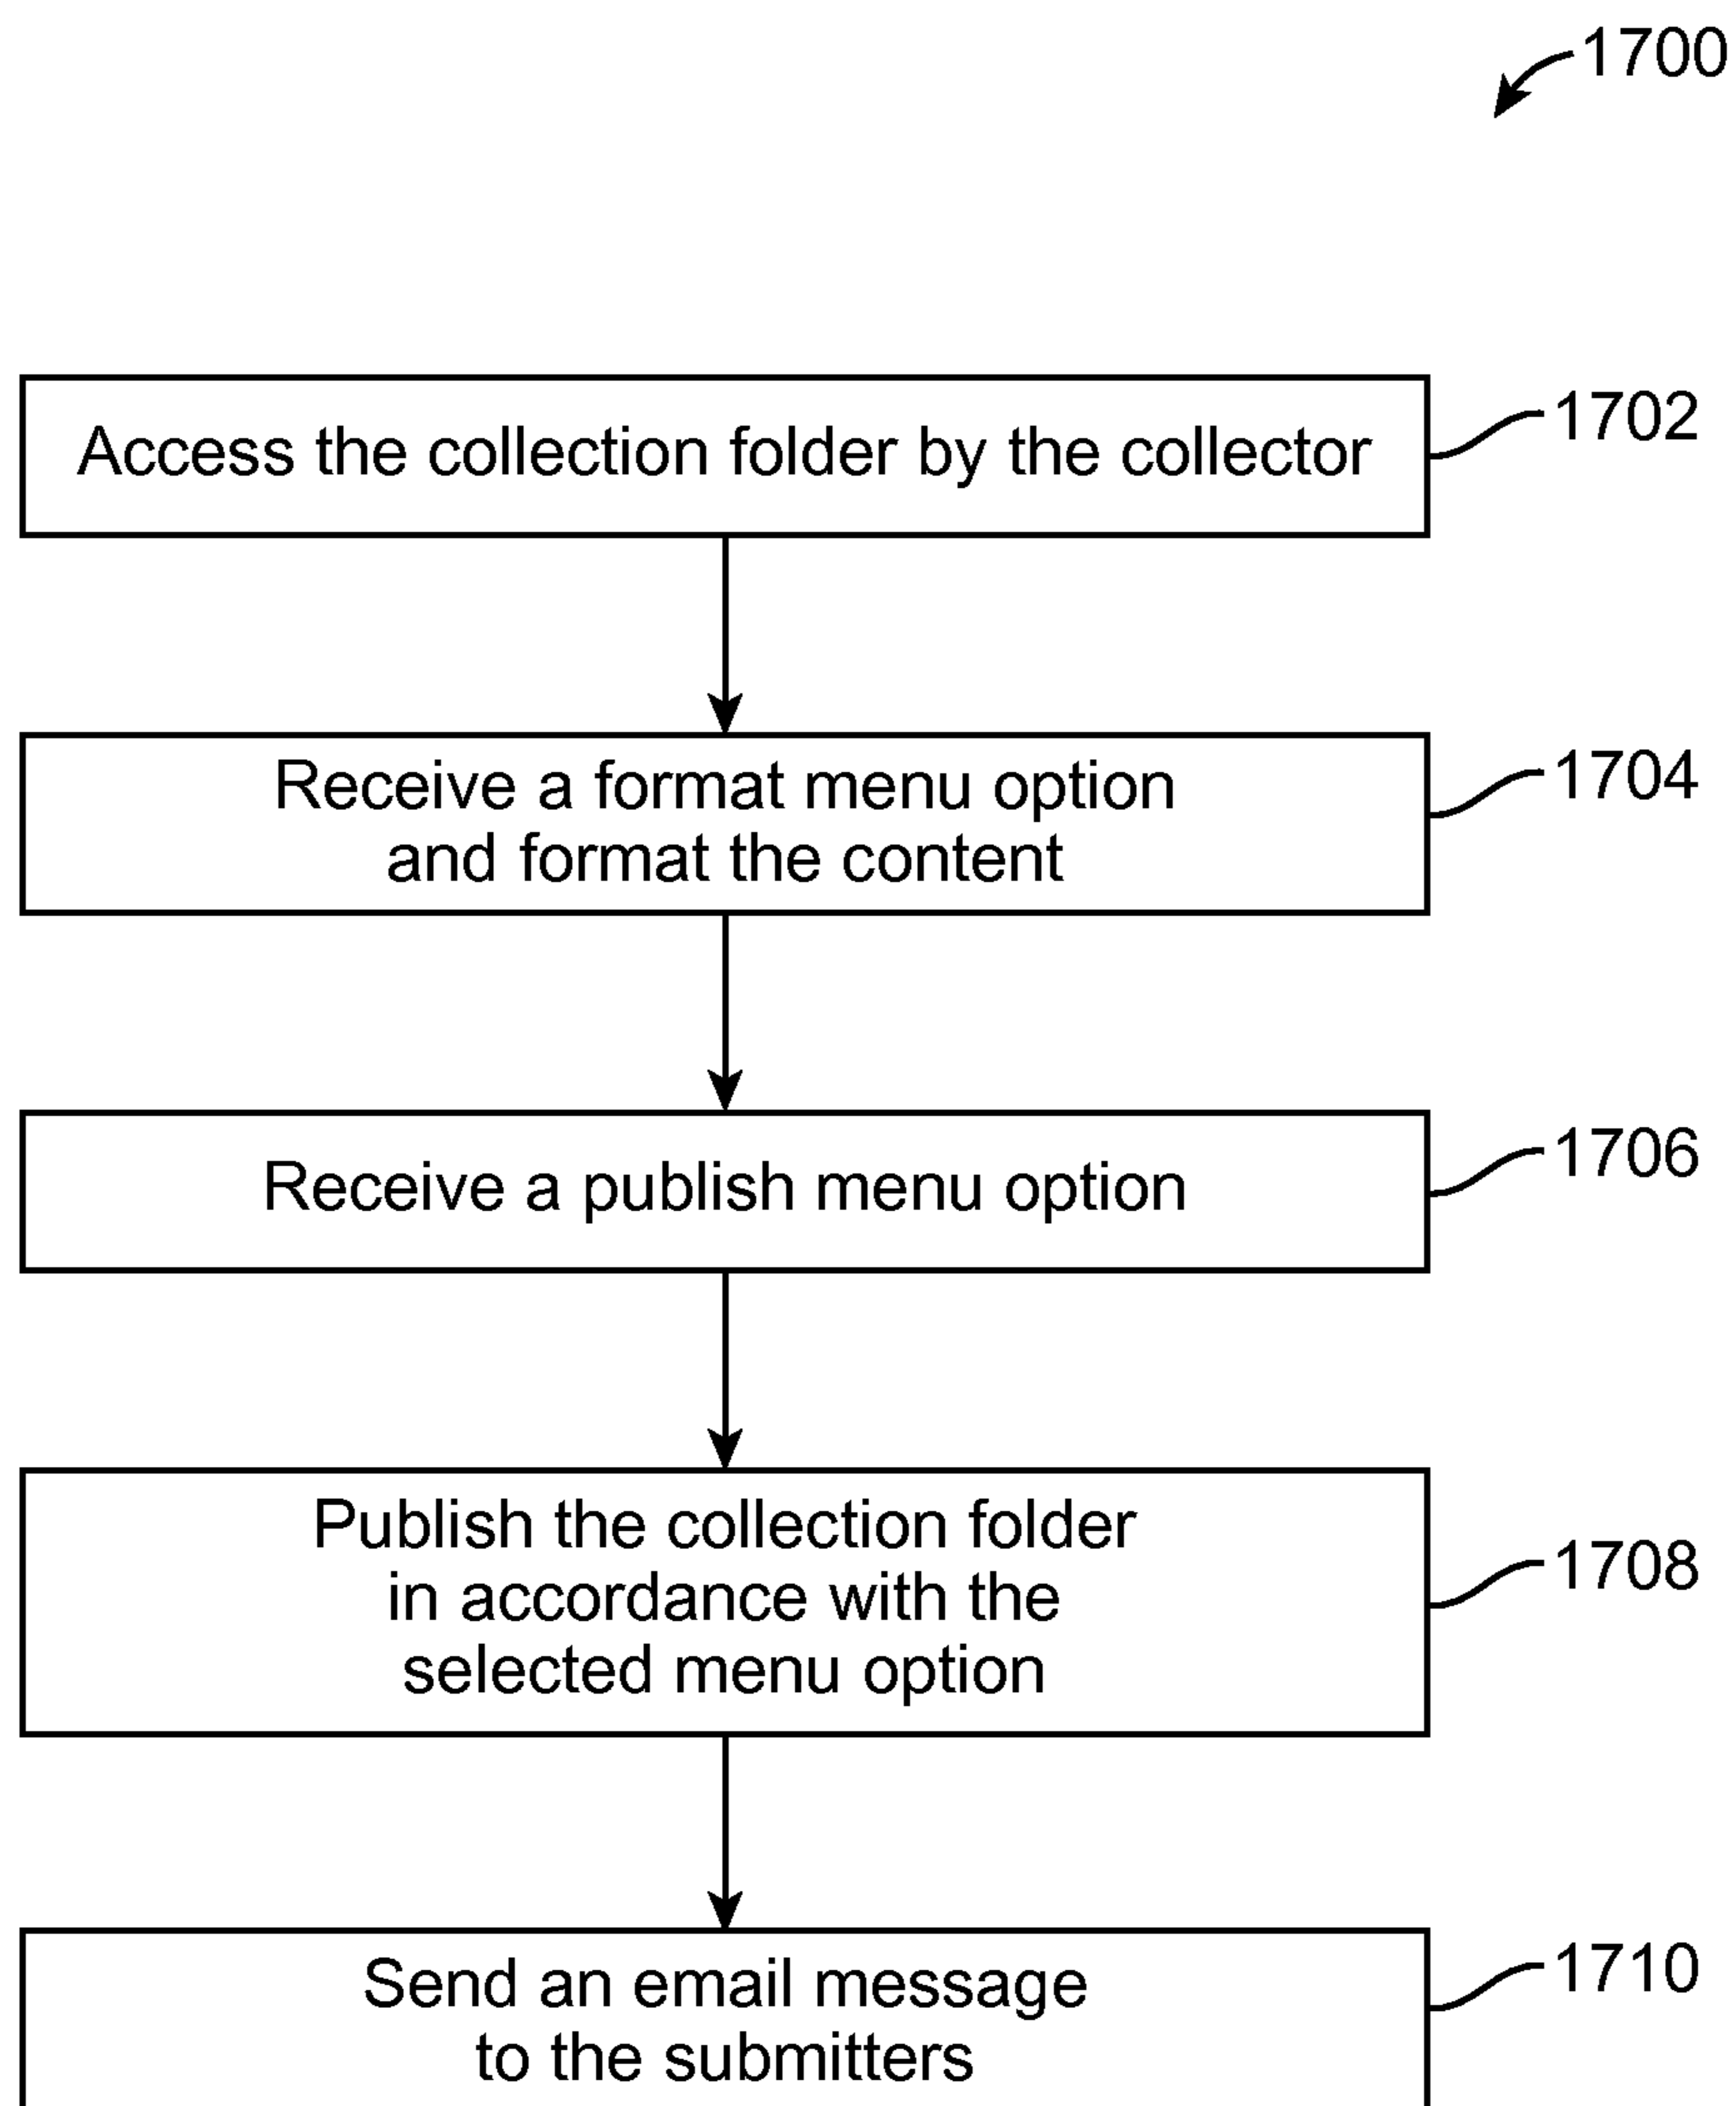 1700
Access the collection folder by the collector
1702
Receive a format menu option
and format the content
1704
Receive a publish menu option
1706
Publish the collection folder
in accordance with the
selected menu option
1708
Send an email message
to the submitters
1710